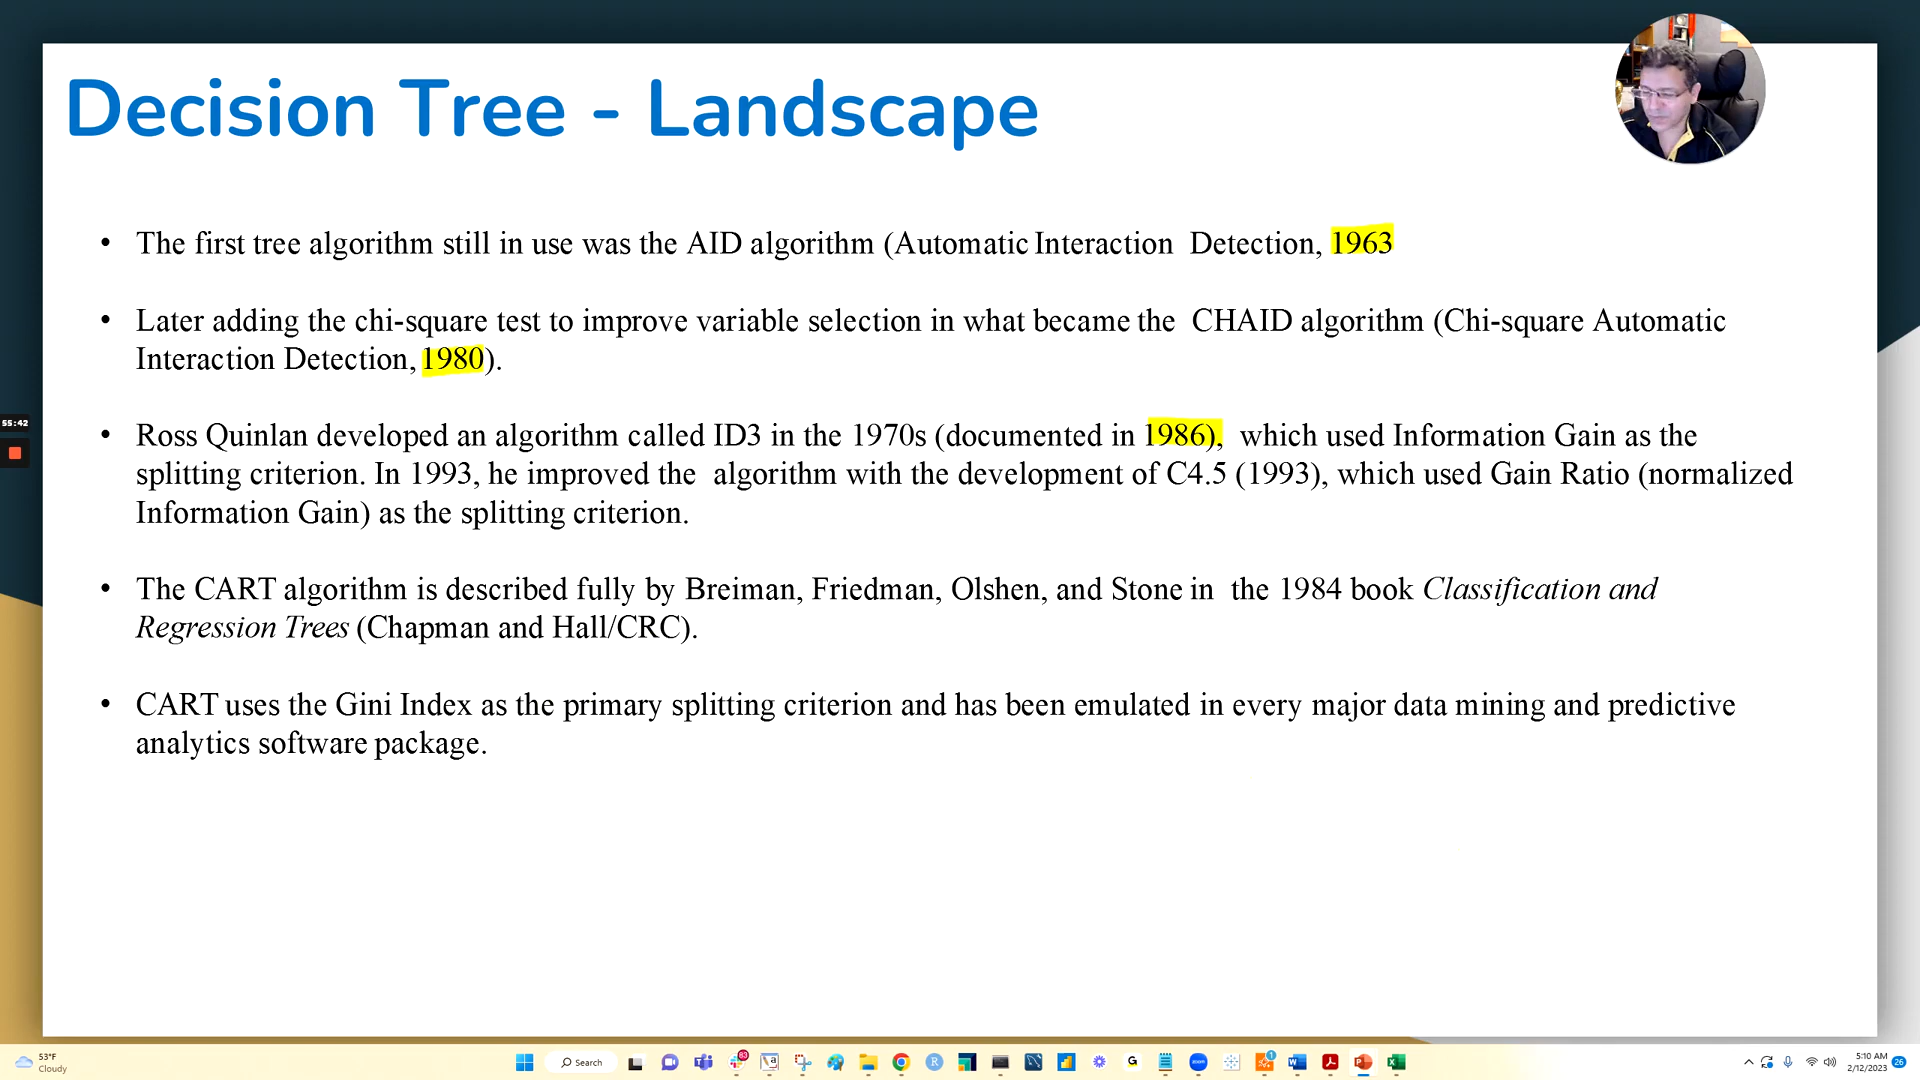 Decision Tree - Landscape
• The first tree algorithm still in use was the AID algorithm (Automatic Interaction Detection, 1963
• Later adding the chi-square test to improve variable selection in what became the CHAID algorithm (Chi-square Automatic
Interaction Detection, 1980).
• Ross Quinlan developed an algorithm called ID3 in the 1970s (documented in 1986), which used Information Gain as the
splitting criterion. In 1993, he improved the algorithm with the development of C4.5 (1993), which used Gain Ratio (normalized
Information Gain) as the splitting criterion.
• The CART algorithm is described fully by Breiman, Friedman, Olshen, and Stone in the 1984 book Classification and
Regression Trees (Chapman and Hall/CRC).
• CART uses the Gini Index as the primary splitting criterion and has been emulated in every major data mining and predictive
analytics software package.
55:42
53°F
Cloudy
Search
83
1
5:10 AM
2/12/2023
26